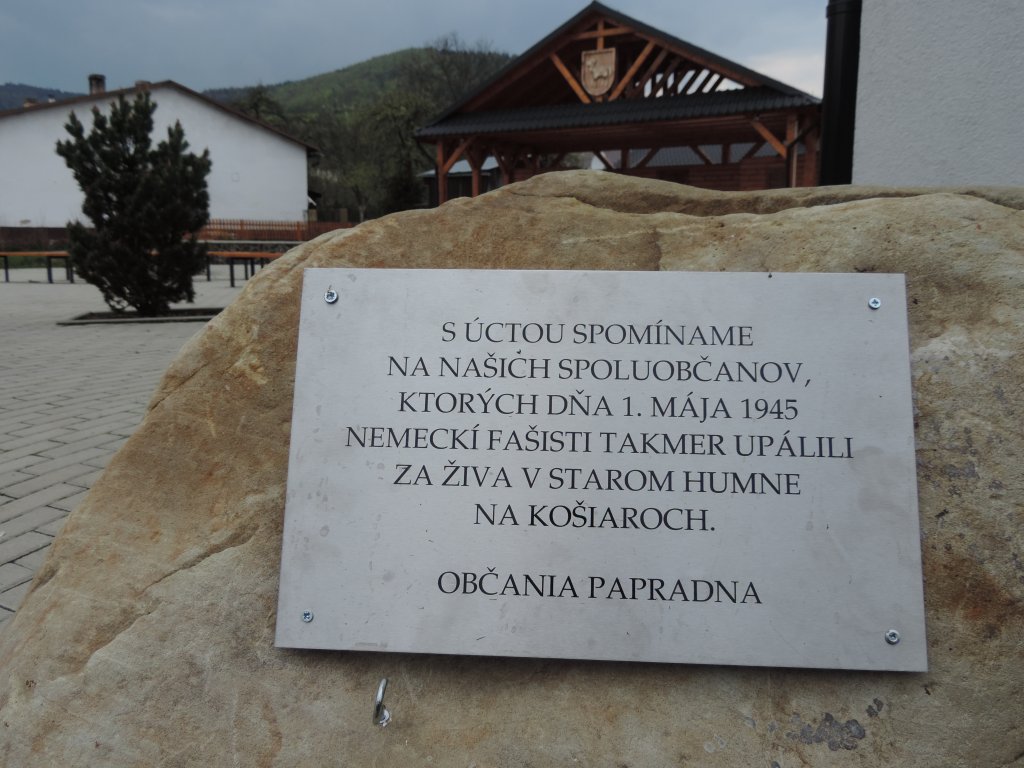 S ÚCTOU SPOMÍNAME
NA NAŠICH SPOLUOBČANOV,
KTORÝCH DŇA 1. MÁJA 1945
NEMECKÍ FAŠISTI TAKMER UPÁLILI
ZA ŽIVA V STAROM HUMNE
NA KOŠIAROCH.
OBČANIA PAPRADNA